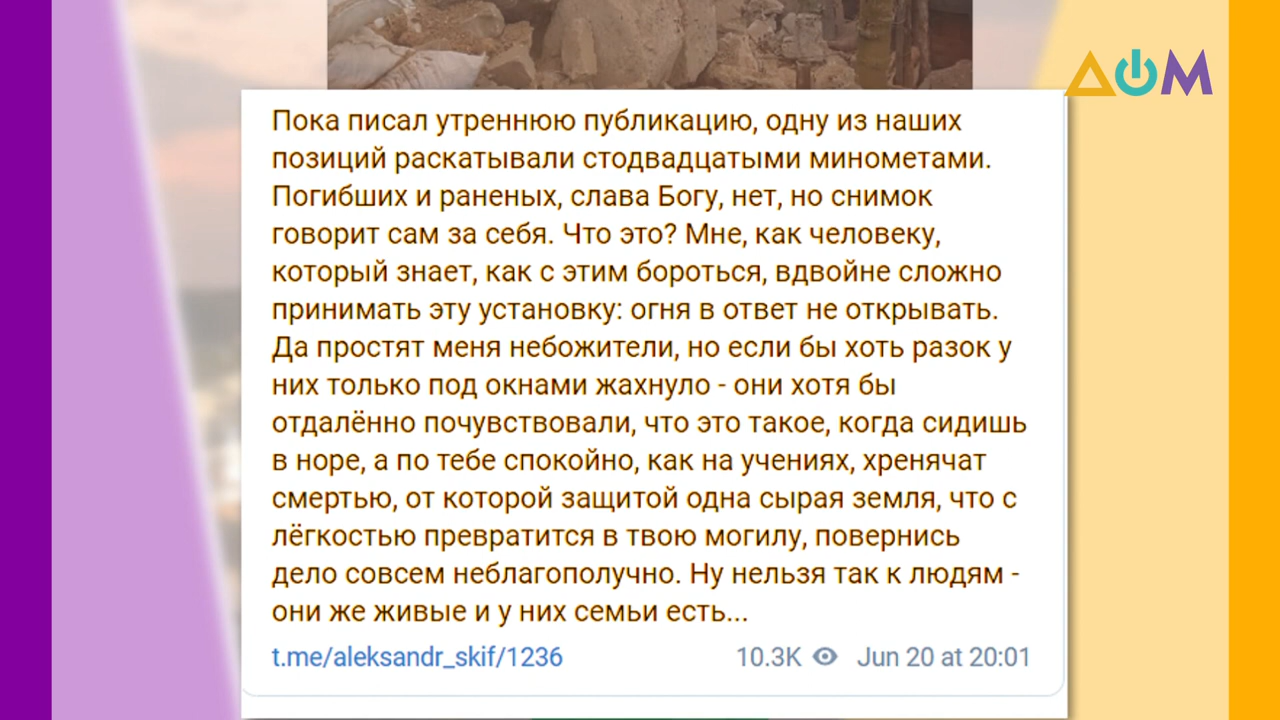 ДОМ
Пока писал утреннюю публикацию, одну из наших
позиций раскатывали стодвадцатыми минометами.
Погибших и раненых, слава Богу, нет, но снимок
говорит сам за себя. Что это? Мне, как человеку,
который знает, как с этим бороться, вдвойне сложно
принимать эту установку: огня в ответ не открывать.
Да простят меня небожители, но если бы хоть разок у
них только под окнами жахнуло - они хотя бы
отдалённо почувствовали, что это такое, когда сидишь
в норе, а по тебе спокойно, как на учениях, хренячат
смертью, от которой защитой одна сырая земля, что с
лёгкостью превратится в твою могилу, повернись
дело совсем неблагополучно. Ну нельзя так к людям -
они же живые и у них семьи есть...
t.me/aleksandr_skif/1236 10.3K Jun 20 at 20:01